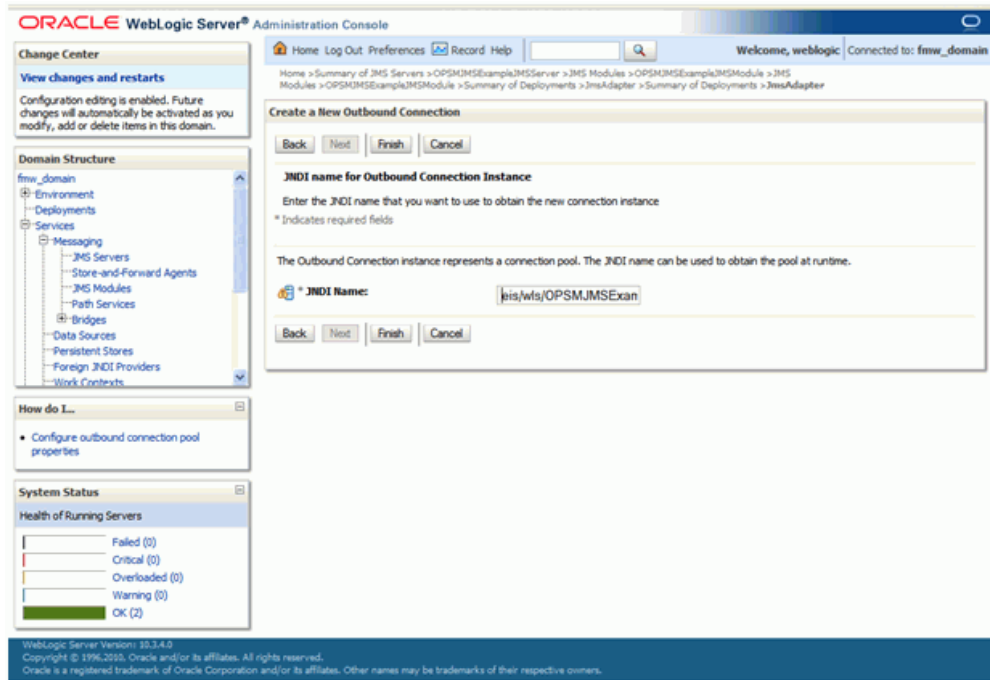 ORACLE WebLogic Server® Administration Console
Change Center
View changes and restarts
Configuration editing is enabled. Future
changes will automatically be activated as you
modify, add or delete items in this domain.
Domain Structure
fmw_domain
Environment
Deployments
Services
Messaging
JMS Servers
Store-and-Forward Agents
JMS Modules
Path Services
Bridges
Data Sources
Persistent Stores
Foreign JNDI Providers
Work Contexts
How do I...
Configure outbound connection pool
properties
System Status
Health of Running Servers
Failed (0)
Critical (0)
Overloaded (0)
Warning (0)
OK (2)
Home Log Out Preferences Record Help
Welcome, weblogic Connected to: fmw_domain
Home >Summary of JMS Servers >OPSMJMSExampleJMSServer >JMS Modules >OPSMJMSExampleJMSModule >JMS
Modules >OPSMJMSExampleJMSModule >Summary of Deployments >JmsAdapter >Summary of Deployments >JmsAdapter
Create a New Outbound Connection
Back Next Finish Cancel
JNDI name for Outbound Connection Instance
Enter the JNDI name that you want to use to obtain the new connection instance
* Indicates required fields
The Outbound Connection instance represents a connection pool. The JNDI name can be used to obtain the pool at runtime.
* JNDI Name: eis/wls/OPSMJMSExam
Back Next Finish Cancel
WebLogic Server Version: 10.3.4.0
Copyright © 1996,2010, Oracle and/or its affiliates. All rights reserved.
Oracle is a registered trademark of Oracle Corporation and/or its affiliates. Other names may be trademarks of their respective owners.